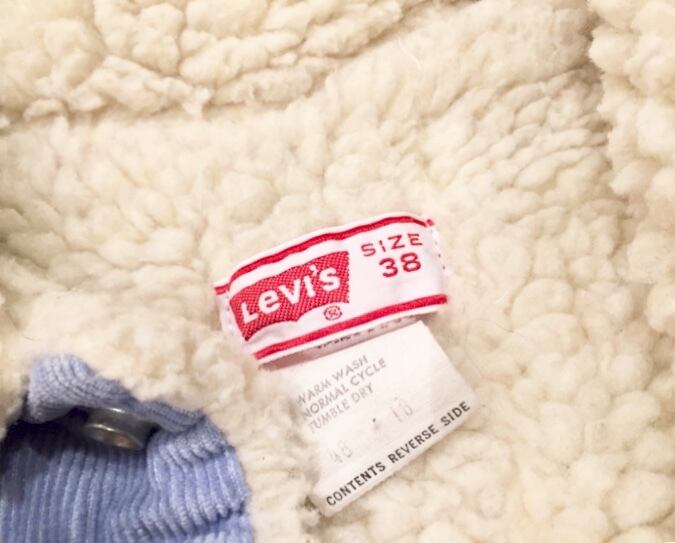 Levi's
SIZE
38
®
WARM WASH
NORMAL CYCLE
TUMBLE DRY
CONTENTS REVERSE SIDE